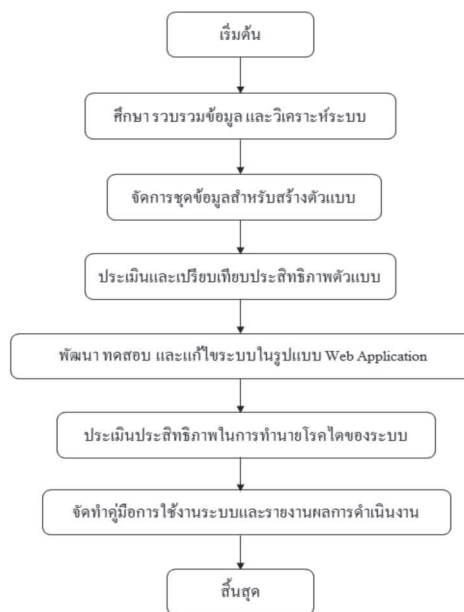 เริ่มต้น
ศึกษา รวบรวมข้อมูล และวิเคราะห์ระบบ
จัดการชุดข้อมูลสำหรับสร้างตัวแบบ
ประเมินและเปรียบเทียบประสิทธิภาพตัวแบบ
พัฒนา ทดสอบ และแก้ไขระบบในรูปแบบ Web Application
ประเมินประสิทธิภาพในการทำนายโรคไตของระบบ
จัดทำคู่มือการใช้งานระบบและรายงานผลการดำเนินงาน
สิ้นสุด